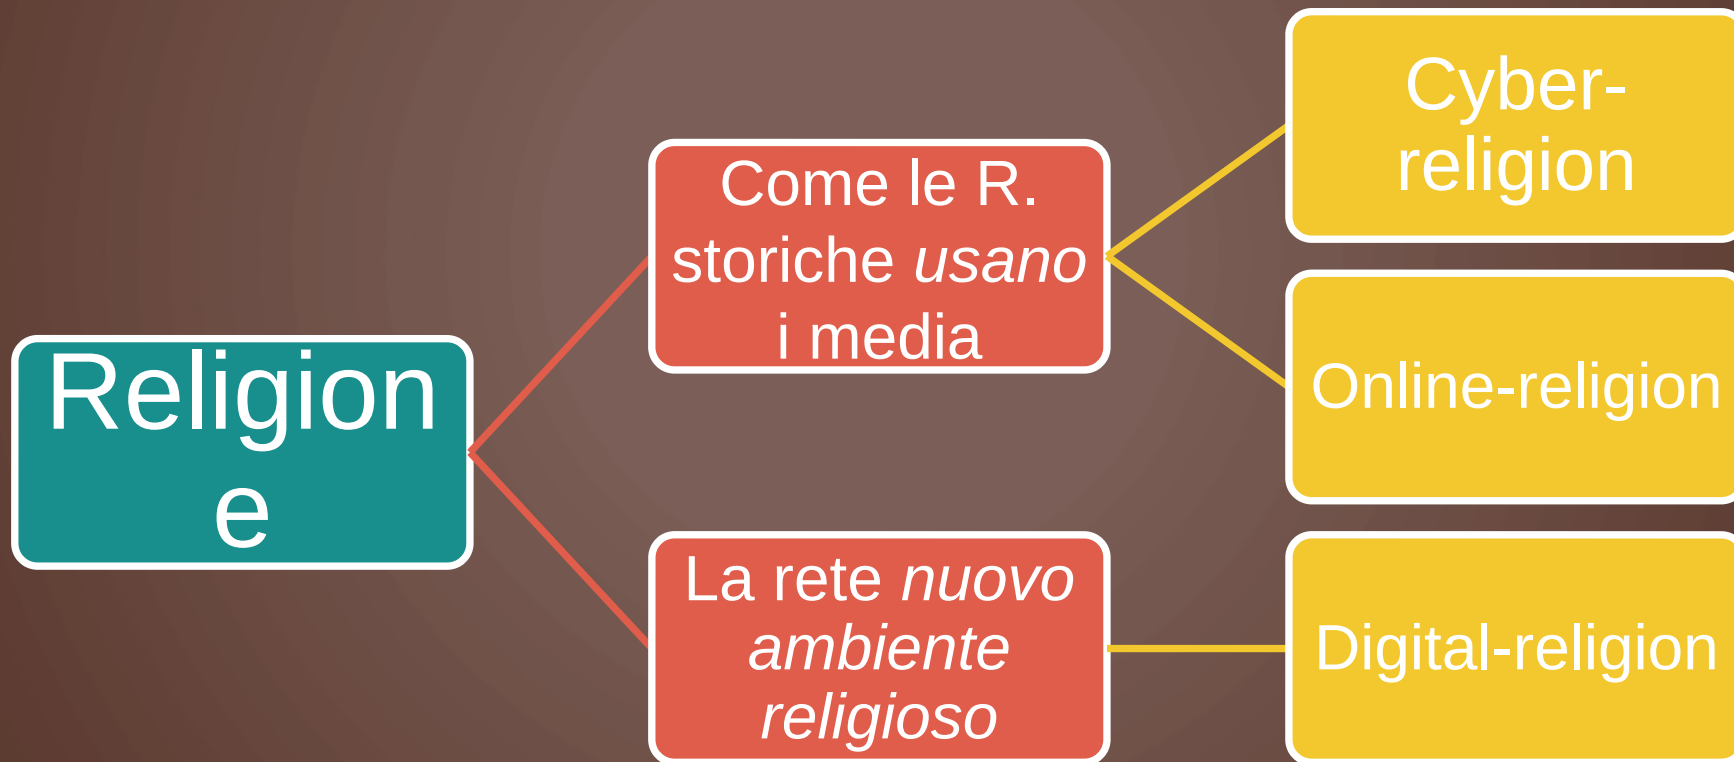 Religion
e
Come le R.
storiche usano
i media
La rete nuovo
ambiente
religioso
Cyber-
religion
Online-religion
Digital-religion